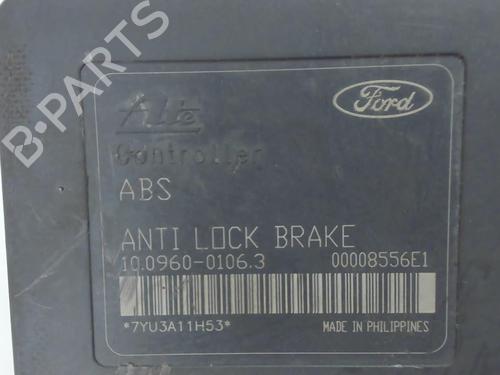 B-PARTS
Ford
Ate
Controller
ABS
ANTI LOCK BRAKE
10.0960-0106.3 00008556E1
*7YU3A11H53* MADE IN PHILIPPINES